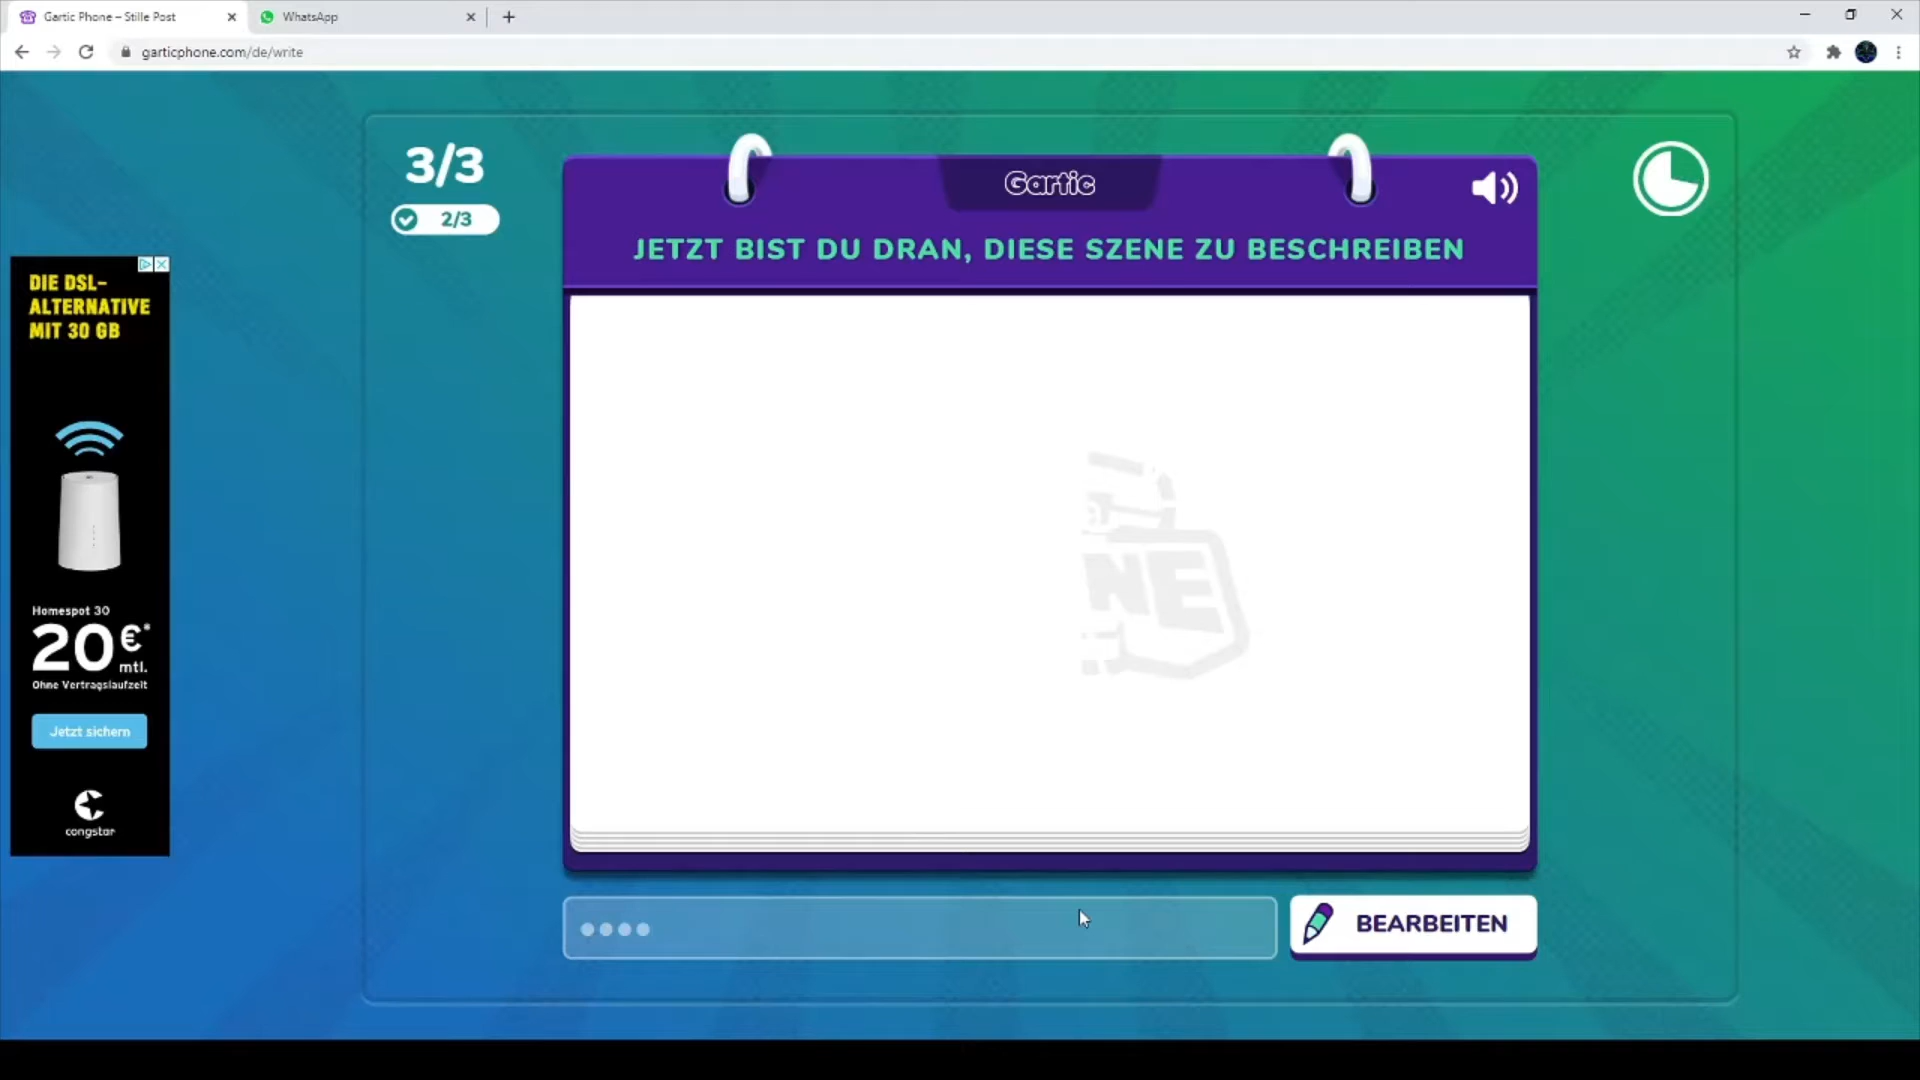 Gartic Phone – Stille Post
WhatsApp
garticphone.com/de/write
3/3
2/3
Gartic
JETZT BIST DU DRAN, DIESE SZENE ZU BESCHREIBEN
DIE DSL-
ALTERNATIVE
MIT 30 GB
Homespot 30
20 €*
mtl.
Ohne Vertragslaufzeit
Jetzt sichern
congstar
NE
BEARBEITEN